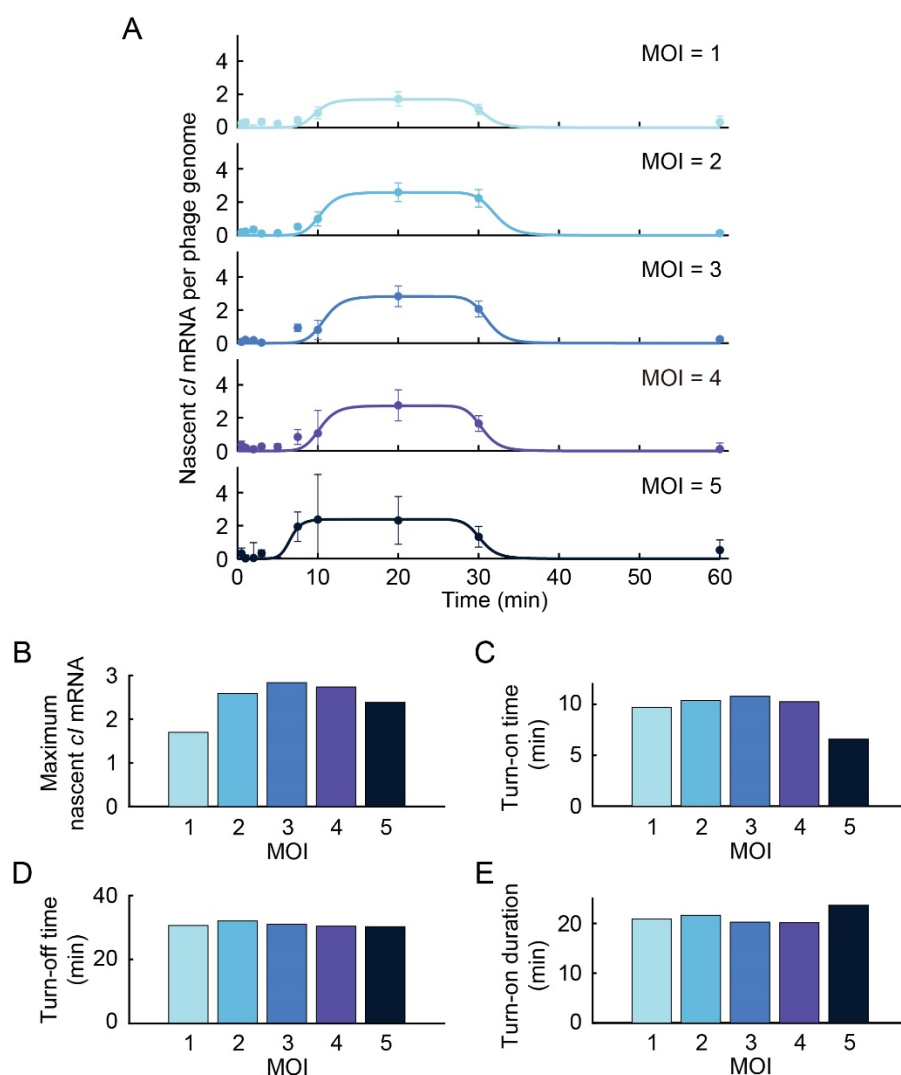 A
Nascent cI mRNA per phage genome
4
2
0
MOI = 1
4
2
0
MOI = 2
4
2
0
MOI = 3
4
2
0
MOI = 4
4
2
0
MOI = 5
0 10 20 30 40 50 60
Time (min)
B
Maximum
nascent cI mRNA
3
2
1
0
1 2 3 4 5
MOI
C
Turn-on time
(min)
10
5
0
1 2 3 4 5
MOI
D
Turn-off time
(min)
40
20
0
1 2 3 4 5
MOI
E
Turn-on duration
(min)
20
10
0
1 2 3 4 5
MOI